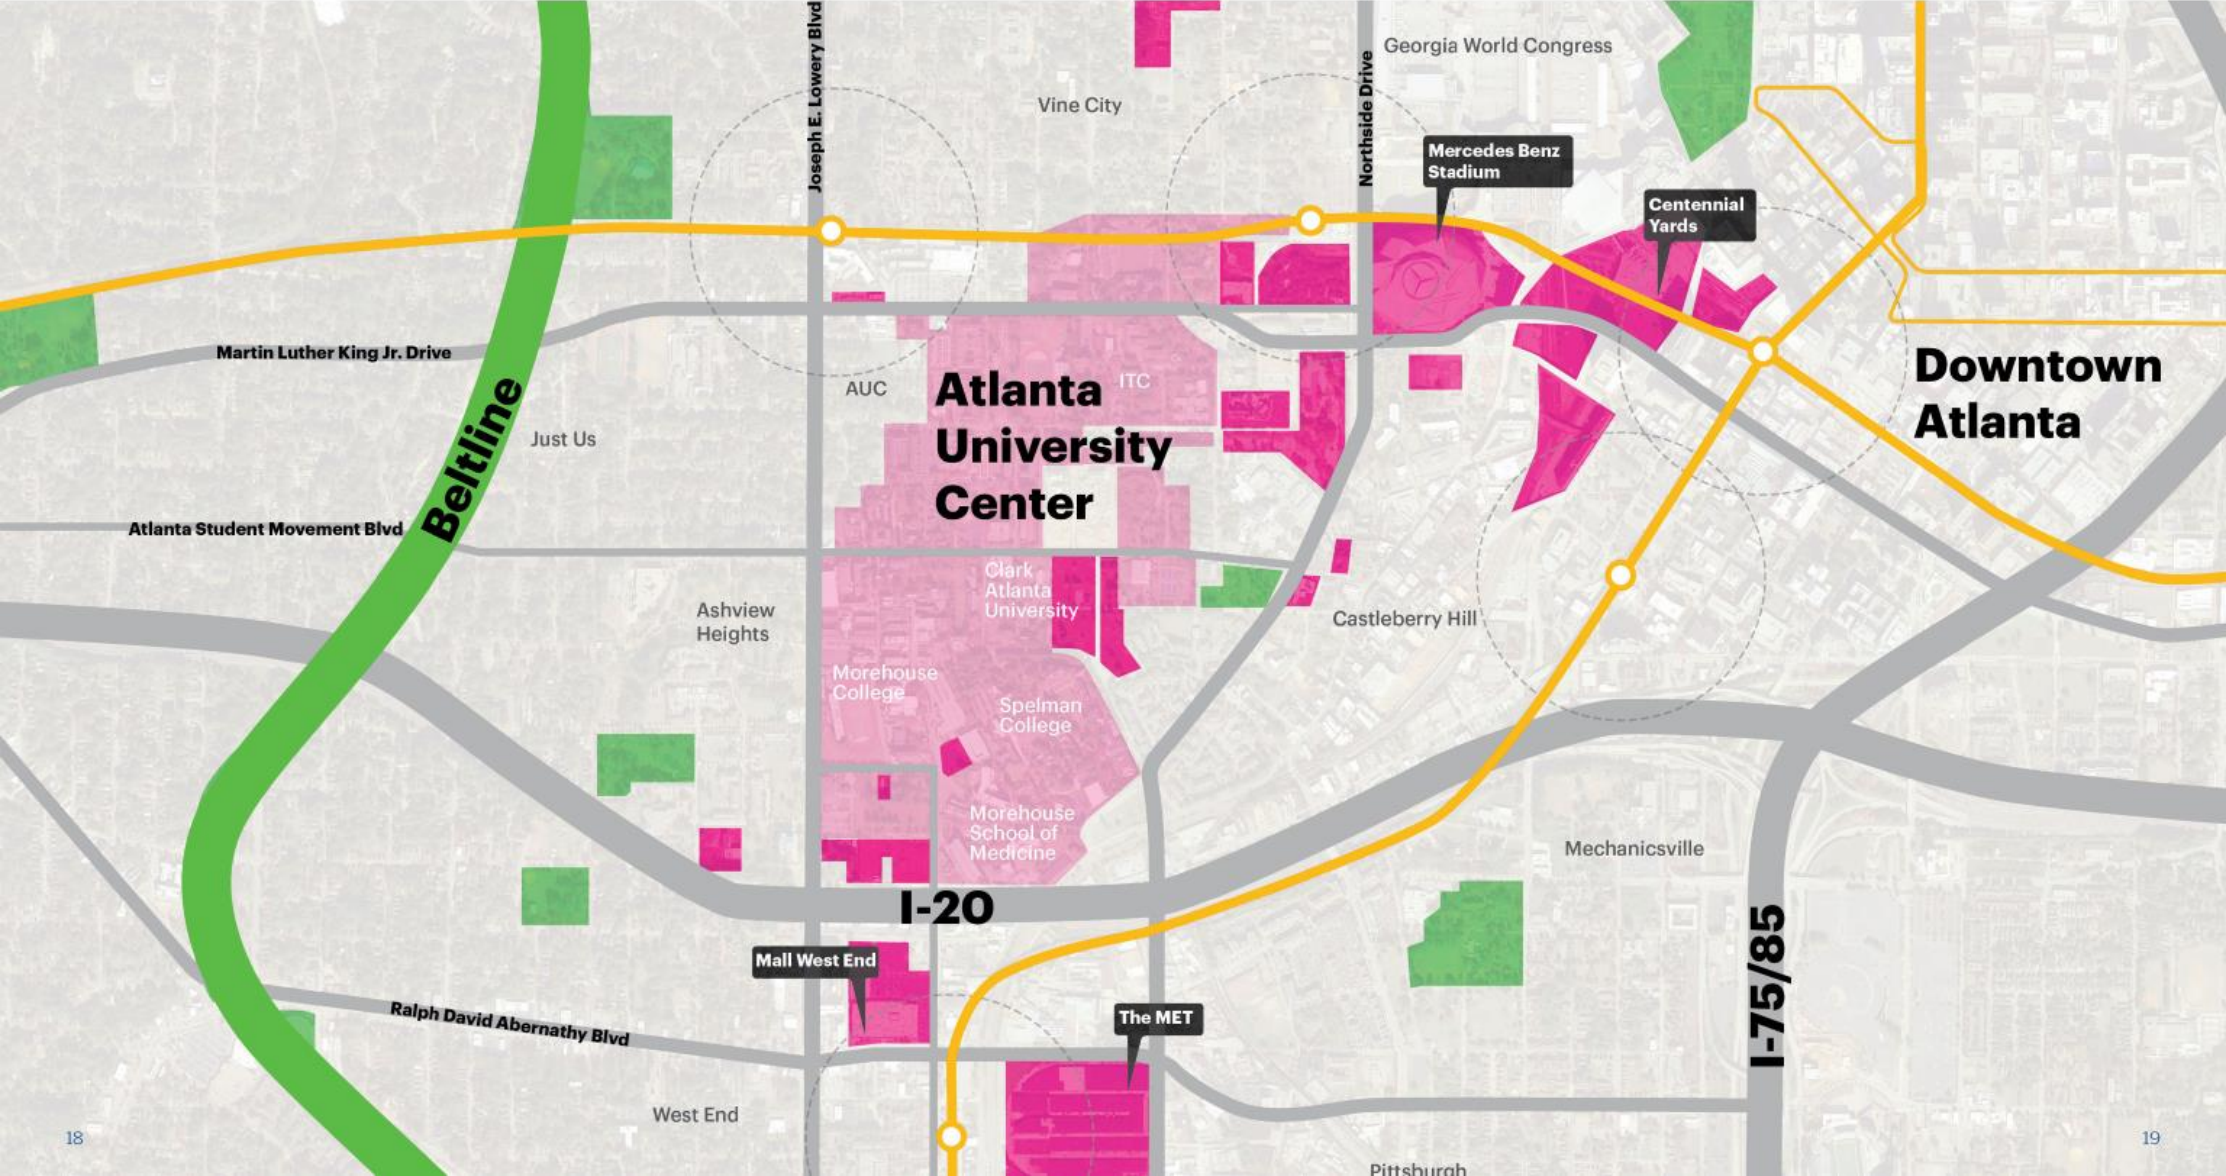 Joseph E. Lowery Blvd
Northside Drive
Georgia World Congress
Vine City
Mercedes Benz
Stadium
Centennial
Yards
Martin Luther King Jr. Drive
Beltline
Just Us
AUC
Atlanta
University
Center
ITC
Downtown
Atlanta
Atlanta Student Movement Blvd
Clark
Atlanta
University
Ashview
Heights
Castleberry Hill
Morehouse
College
Spelman
College
Morehouse
School of
Medicine
Mechanicsville
I-20
I-75/85
Mall West End
The MET
Ralph David Abernathy Blvd
West End
Pittsburgh
18
19